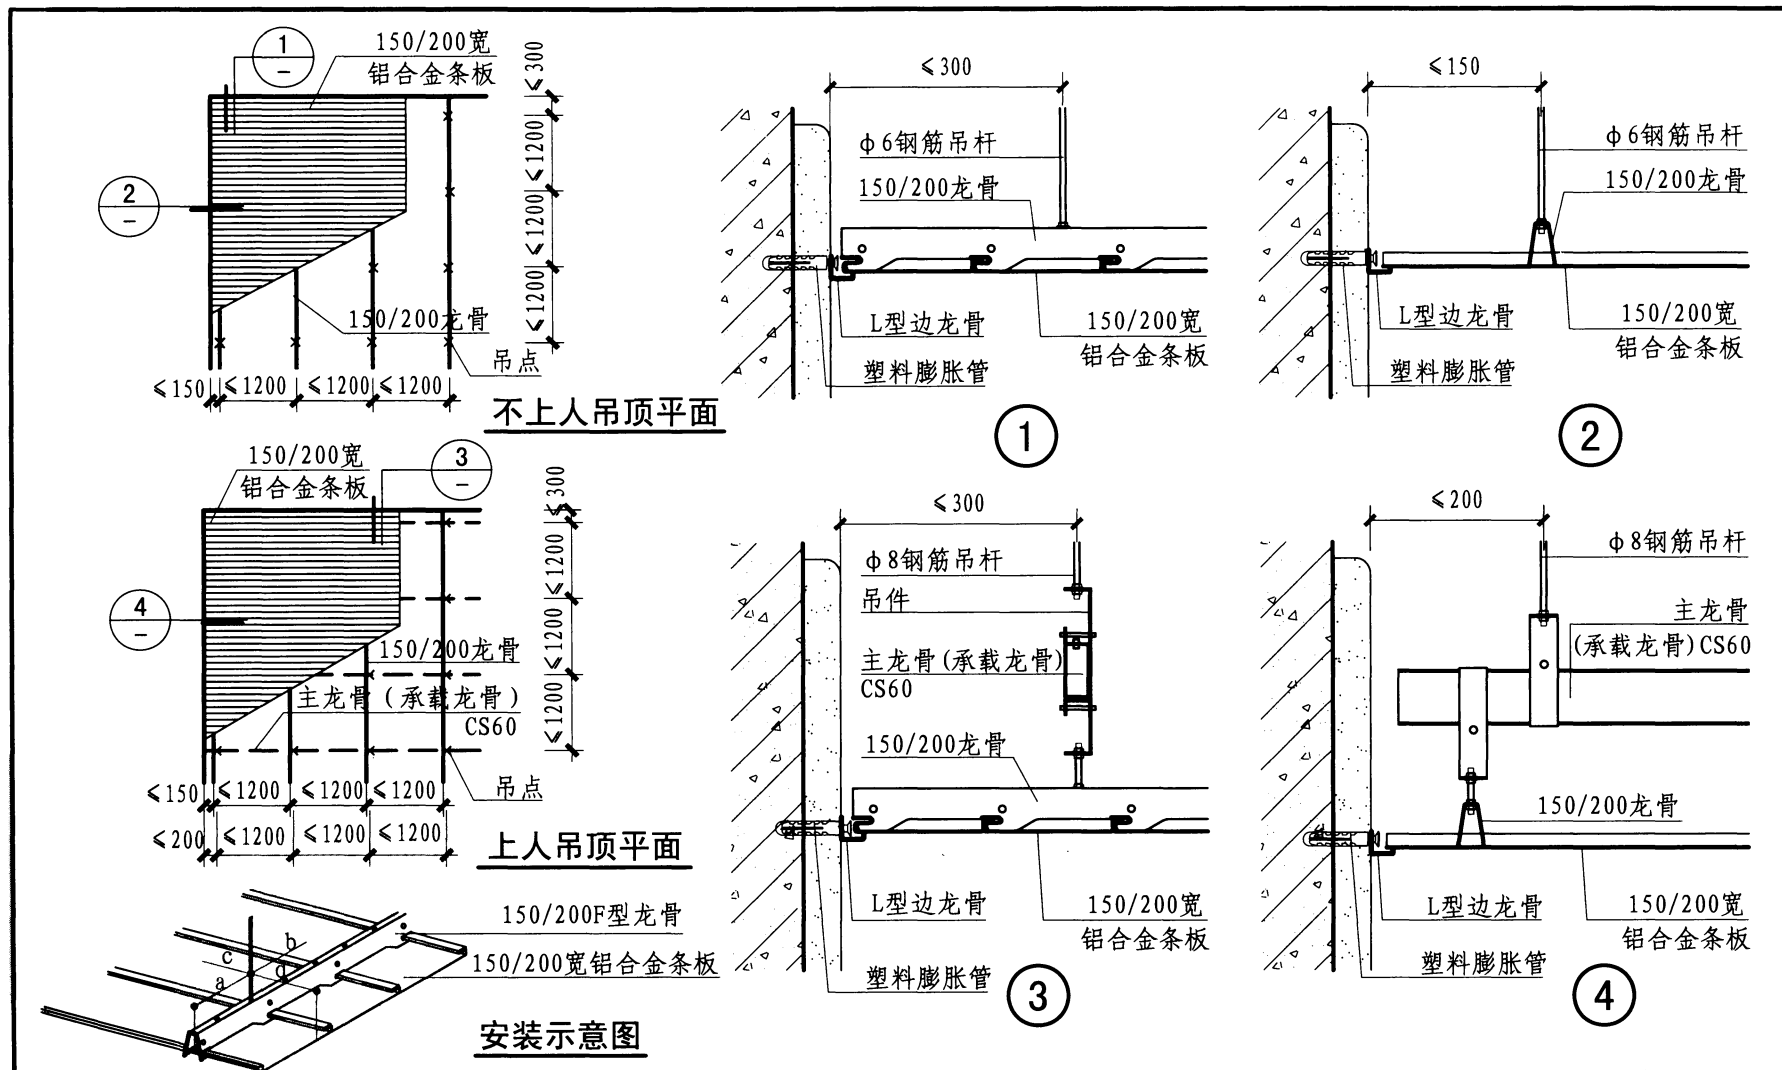 1
–
150/200宽
铝合金条板
≤300
≤1200
≤1200
≤1200
2
–
150/200龙骨
吊点
≤150
≤1200
≤1200
≤1200
不上人吊顶平面
≤300
φ6钢筋吊杆
150/200龙骨
L型边龙骨
塑料膨胀管
150/200宽
铝合金条板
1
≤150
φ6钢筋吊杆
150/200龙骨
L型边龙骨
塑料膨胀管
150/200宽
铝合金条板
2
150/200宽
铝合金条板
3
–
≤300
≤1200
≤1200
≤1200
4
–
150/200龙骨
主龙骨（承载龙骨）
CS60
吊点
≤150
≤1200
≤1200
≤1200
≤200
≤1200
≤1200
≤1200
上人吊顶平面
≤300
φ8钢筋吊杆
吊件
主龙骨(承载龙骨)
CS60
150/200龙骨
L型边龙骨
塑料膨胀管
150/200宽
铝合金条板
3
≤200
φ8钢筋吊杆
主龙骨
(承载龙骨)CS60
150/200龙骨
L型边龙骨
塑料膨胀管
150/200宽
铝合金条板
4
150/200F型龙骨
150/200宽铝合金条板
a
b
c
d
安装示意图